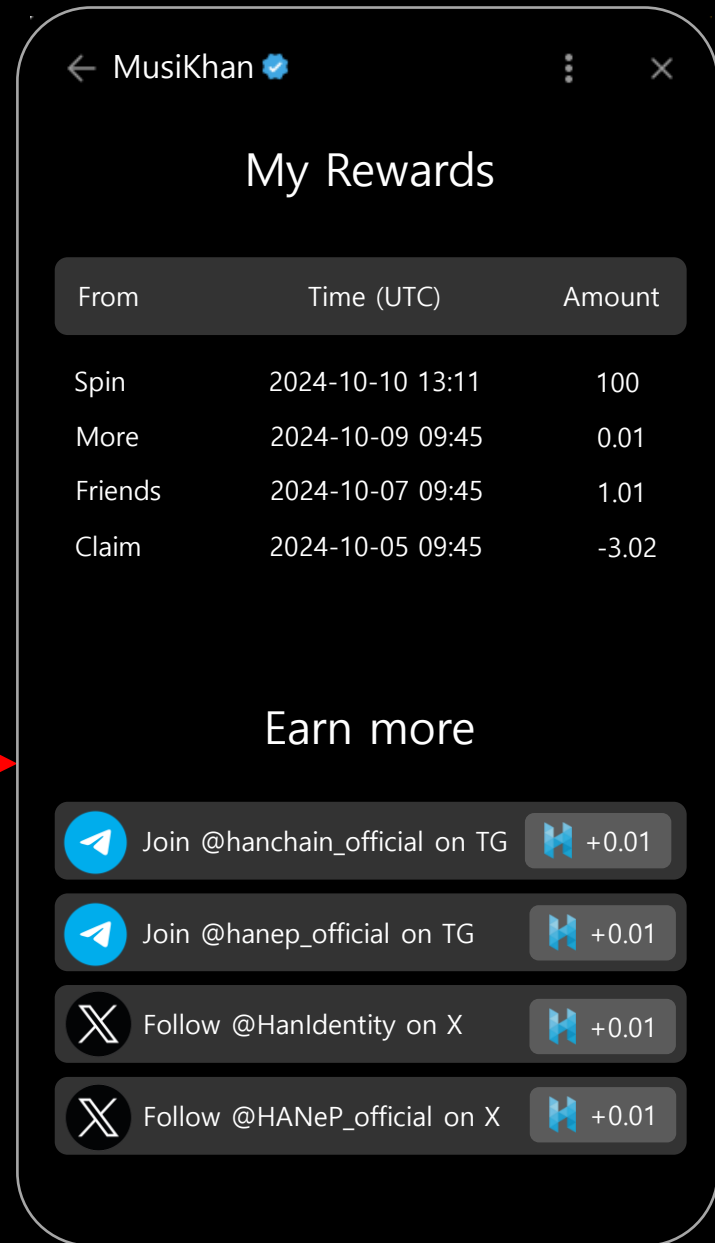 MusiKhan
My Rewards
From Time (UTC) Amount
Spin 2024-10-10 13:11 100
More 2024-10-09 09:45 0.01
Friends 2024-10-07 09:45 1.01
Claim 2024-10-05 09:45 -3.02
Earn more
Join @hanchain_official on TG +0.01
Join @hanep_official on TG +0.01
Follow @HanIdentity on X +0.01
Follow @HANeP_official on X +0.01